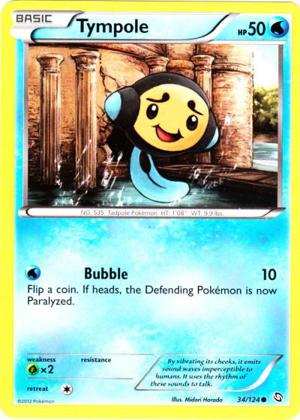 BASIC
Tympole
HP50
NO. 535 Tadpole Pokémon HT: 1'08" WT: 9.9 lbs.
Bubble 10
Flip a coin. If heads, the Defending Pokémon is now
Paralyzed.
weakness
resistance
×2
By vibrating its cheeks, it emits
sound waves imperceptible to
humans. It uses the rhythm of
these sounds to talk.
retreat
Illus. Midori Harada
34/124
©2012 Pokémon